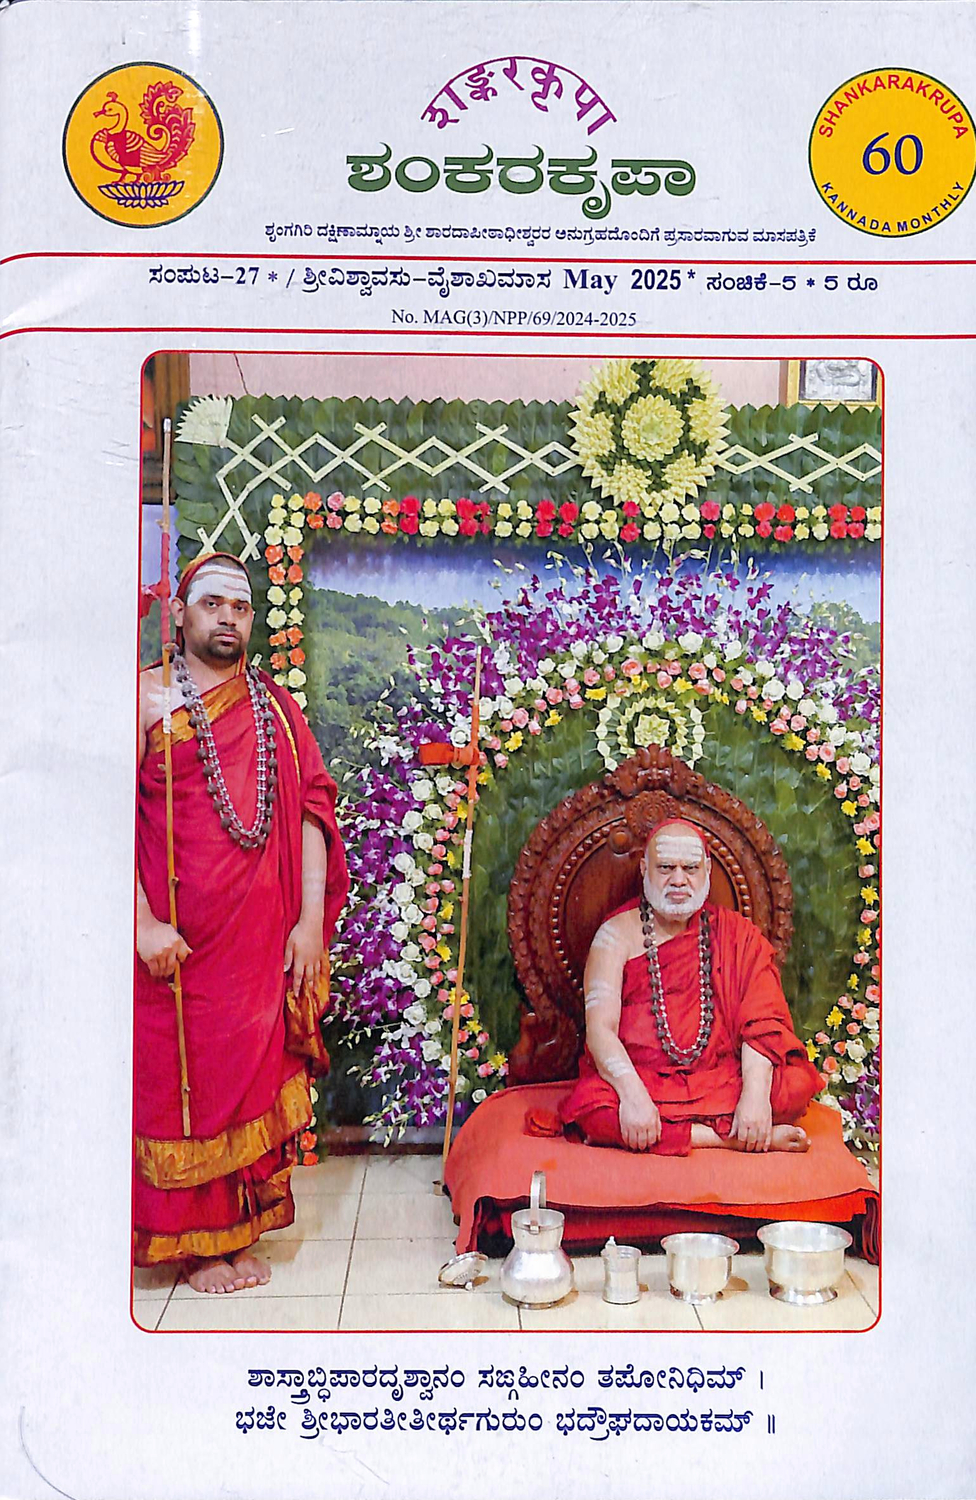 शाङ्करकृपा
ಶಂಕರಕೃಪಾ
SHANKARAKRUPA
60
KANNADA MONTHLY
ಶೃಂಗಗಿರಿ ದಕ್ಷಿಣಾಮ್ನಾಯ ಶ್ರೀ ಶಾರದಾಪೀಠಾಧೀಶ್ವರರ ಅನುಗ್ರಹದೊಂದಿಗೆ ಪ್ರಸಾರವಾಗುವ ಮಾಸಪತ್ರಿಕೆ
ಸಂಪುಟ-27 * / ಶ್ರೀವಿಶ್ವಾವಸು-ವೈಶಾಖಮಾಸ May 2025* ಸಂಚಿಕೆ-5 * 5 ರೂ
No. MAG(3)/NPP/69/2024-2025
ಶಾಸ್ತ್ರಾಬ್ಧಿಪಾರದೃಶ್ವಾನಂ ಸಙ್ಗಹೀನಂ ತಪೋನಿಧಿಮ್ ।
ಭಜೇ ಶ್ರೀಭಾರತೀತೀರ್ಥಗುರುಂ ಭದ್ರೌಘದಾಯಕಮ್ ॥